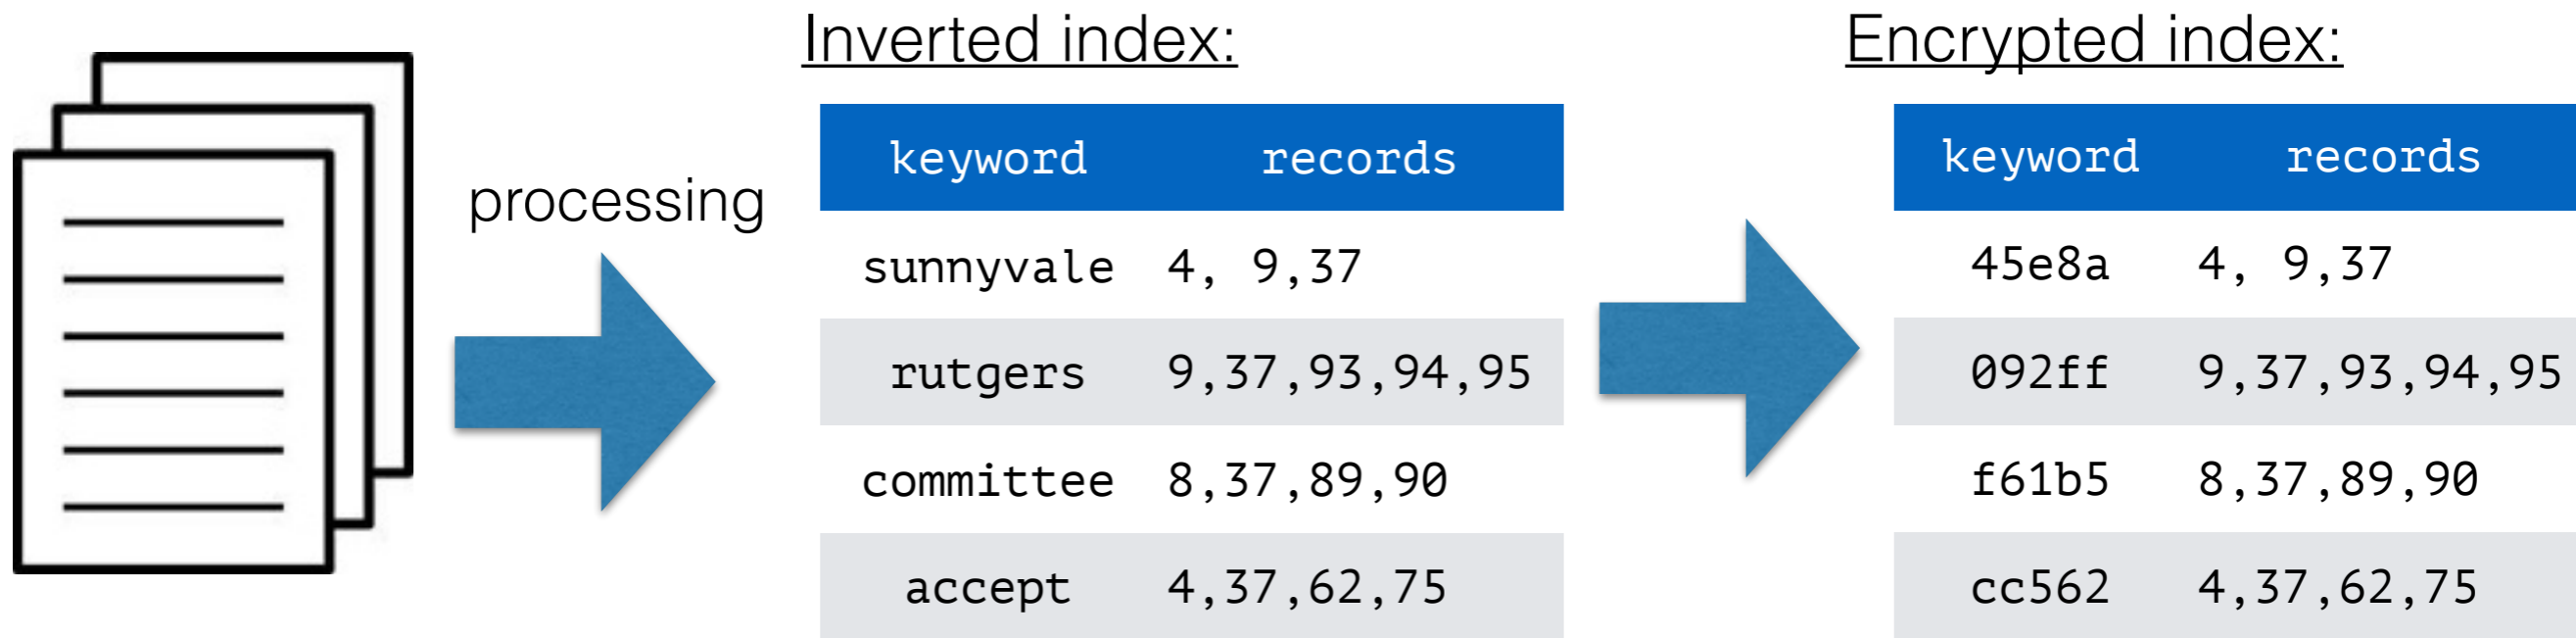 Inverted index:
Encrypted index:
processing
keyword records
sunnyvale 4, 9,37
rutgers 9,37,93,94,95
committee 8,37,89,90
accept 4,37,62,75
keyword records
45e8a 4, 9,37
092ff 9,37,93,94,95
f61b5 8,37,89,90
cc562 4,37,62,75